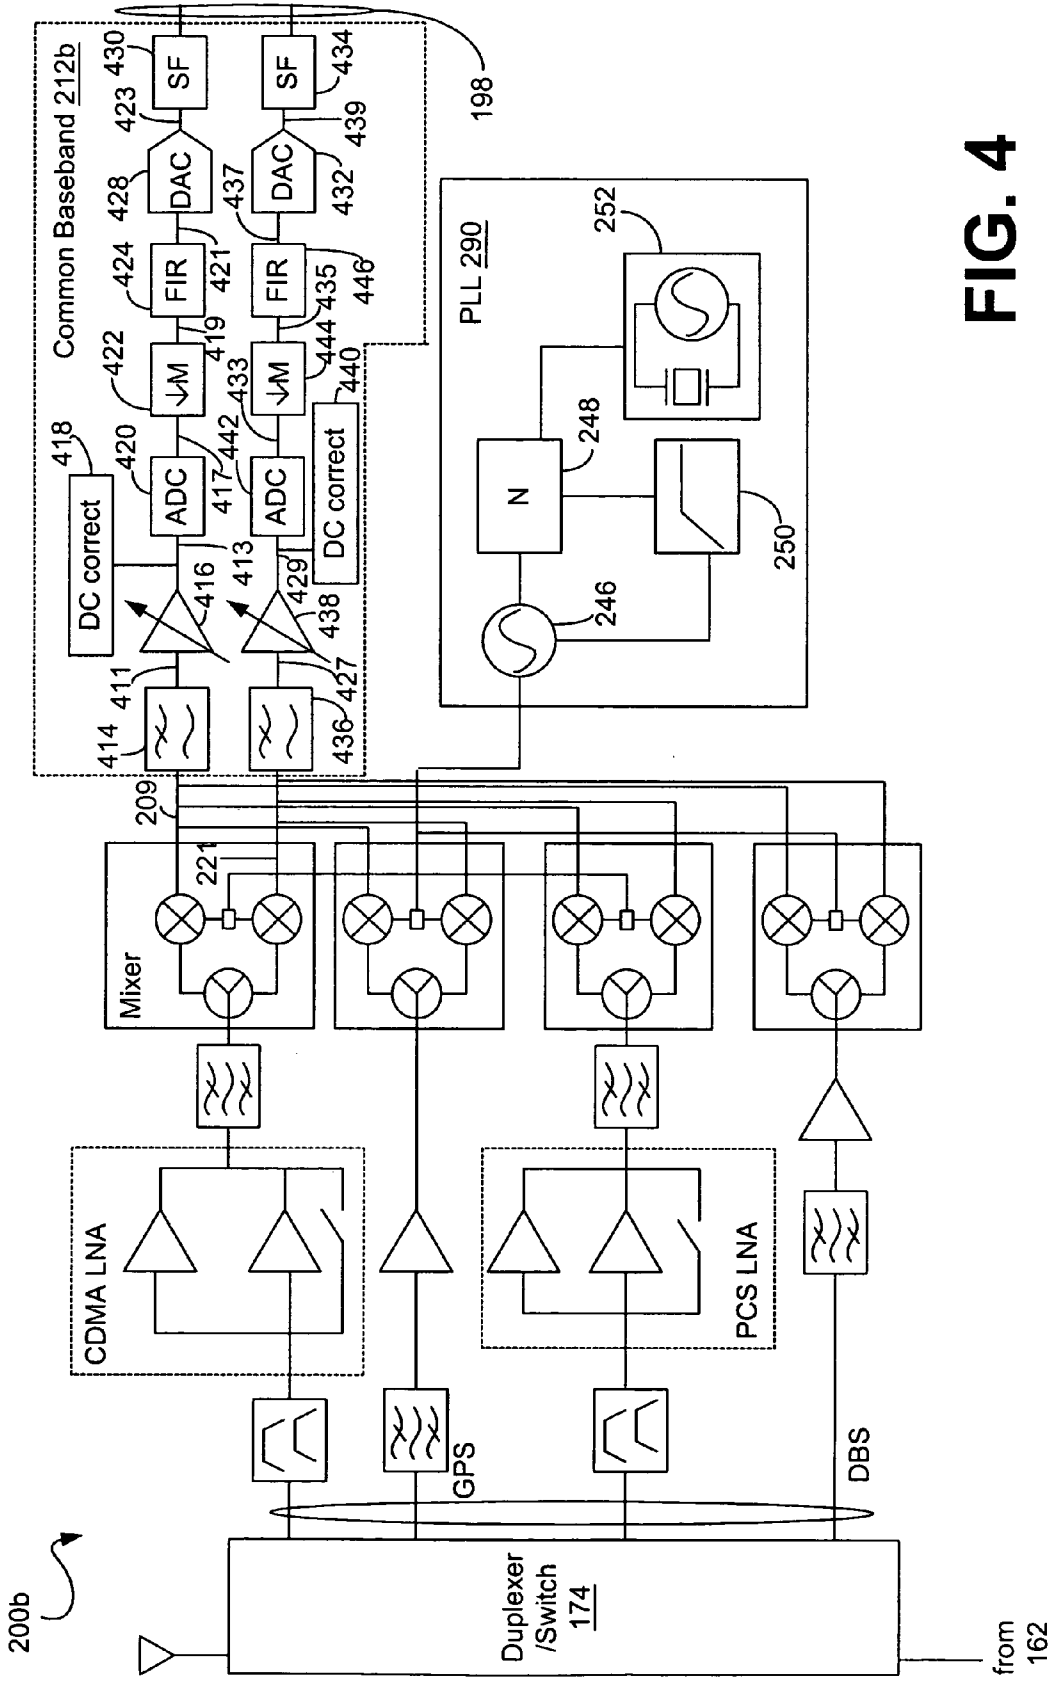 200b
from
162
Duplexer
/Switch
174
GPS
DBS
CDMA LNA
PCS LNA
Mixer
209
221
Common Baseband 212b
414
411
416
DC correct
418
413
ADC
420
417
↓M
422
419
FIR
424
421
DAC
428
423
SF
430
436
427
438
429
DC correct
440
ADC
442
433
↓M
444
435
FIR
446
437
DAC
432
439
SF
434
198
PLL 290
246
N
248
250
252
FIG. 4